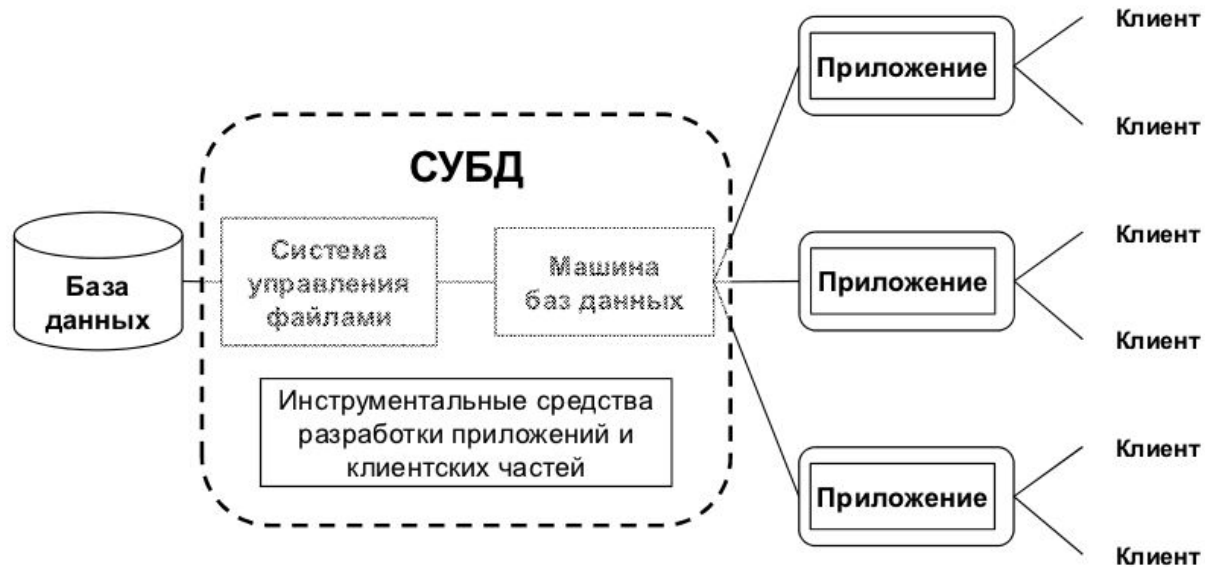 Клиент
Приложение
Клиент
СУБД
База
данных
Система
управления
файлами
Машина
баз данных
Клиент
Приложение
Клиент
Инструментальные средства
разработки приложений и
клиентских частей
Клиент
Приложение
Клиент